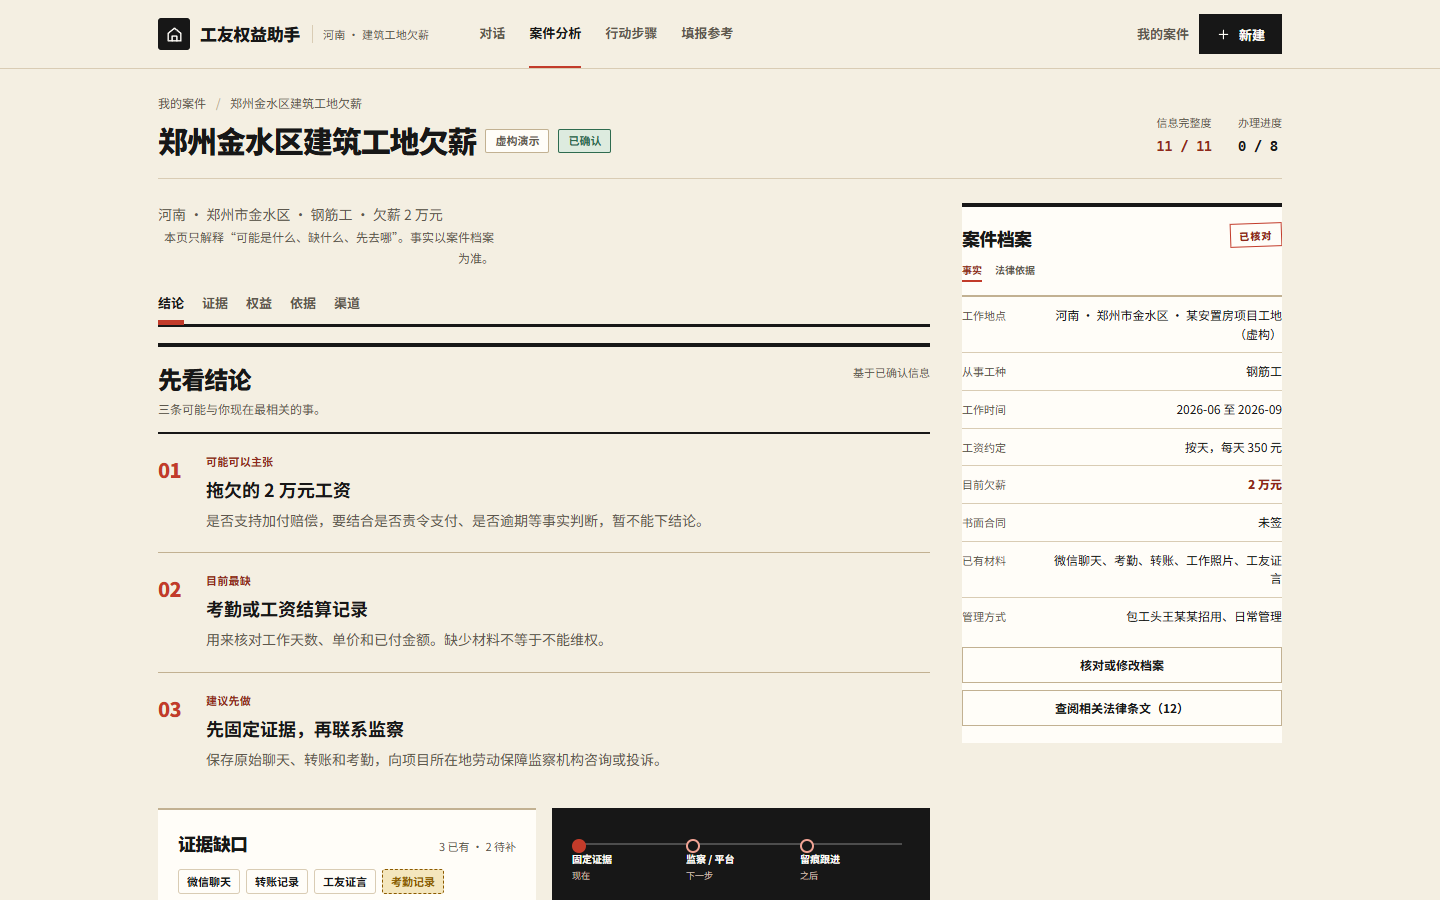 工友权益助手
河南 · 建筑工地欠薪
对话
案件分析
行动步骤
填报参考
我的案件
＋ 新建
我的案件 / 郑州金水区建筑工地欠薪
郑州金水区建筑工地欠薪
虚构演示
已确认
信息完整度
11 / 11
办理进度
0 / 8
河南 · 郑州市金水区 · 钢筋工 · 欠薪 2 万元
本页只解释“可能是什么、缺什么、先去哪”。事实以案件档案
为准。
结论
证据
权益
依据
渠道
先看结论
基于已确认信息
三条可能与你现在最相关的事。
01
可能可以主张
拖欠的 2 万元工资
是否支持加付赔偿，要结合是否责令支付、是否逾期等事实判断，暂不能下结论。
02
目前最缺
考勤或工资结算记录
用来核对工作天数、单价和已付金额。缺少材料不等于不能维权。
03
建议先做
先固定证据，再联系监察
保存原始聊天、转账和考勤，向项目所在地劳动保障监察机构咨询或投诉。
证据缺口
3 已有 · 2 待补
微信聊天
转账记录
工友证言
考勤记录
固定证据
现在
监察 / 平台
下一步
留痕跟进
之后
案件档案
已核对
事实
法律依据
工作地点
河南 · 郑州市金水区 · 某安置房项目工地
（虚构）
从事工种
钢筋工
工作时间
2026-06 至 2026-09
工资约定
按天，每天 350 元
目前欠薪
2 万元
书面合同
未签
已有材料
微信聊天、考勤、转账、工作照片、工友证
言
管理方式
包工头王某某招用、日常管理
核对或修改档案
查阅相关法律条文（12）